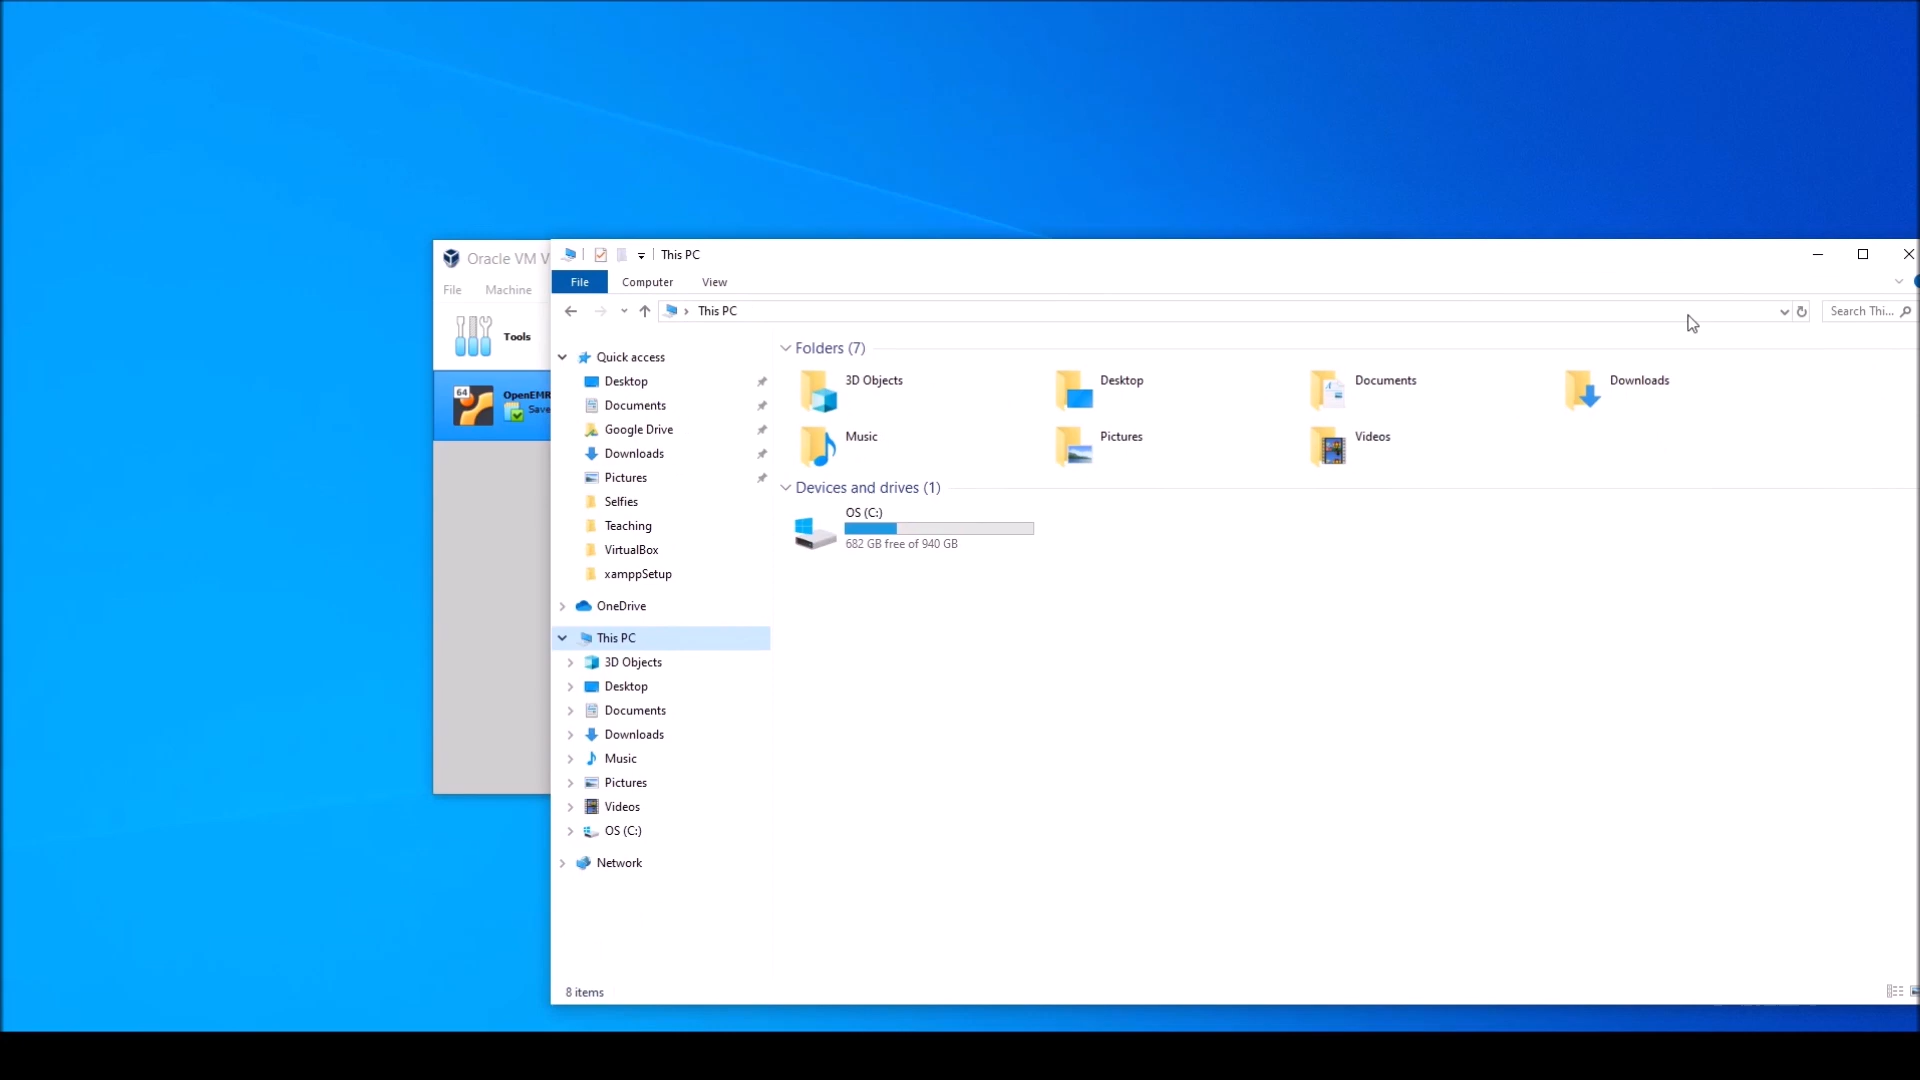 Oracle VM V
File
Machine
Tools
64
OpenEMR
Save
This PC
File
Computer
View
This PC
Search Thi...
Quick access
Desktop
Documents
Google Drive
Downloads
Pictures
Selfies
Teaching
VirtualBox
xamppSetup
OneDrive
This PC
3D Objects
Desktop
Documents
Downloads
Music
Pictures
Videos
OS (C:)
Network
Folders (7)
3D Objects
Desktop
Documents
Downloads
Music
Pictures
Videos
Devices and drives (1)
OS (C:)
682 GB free of 940 GB
8 items